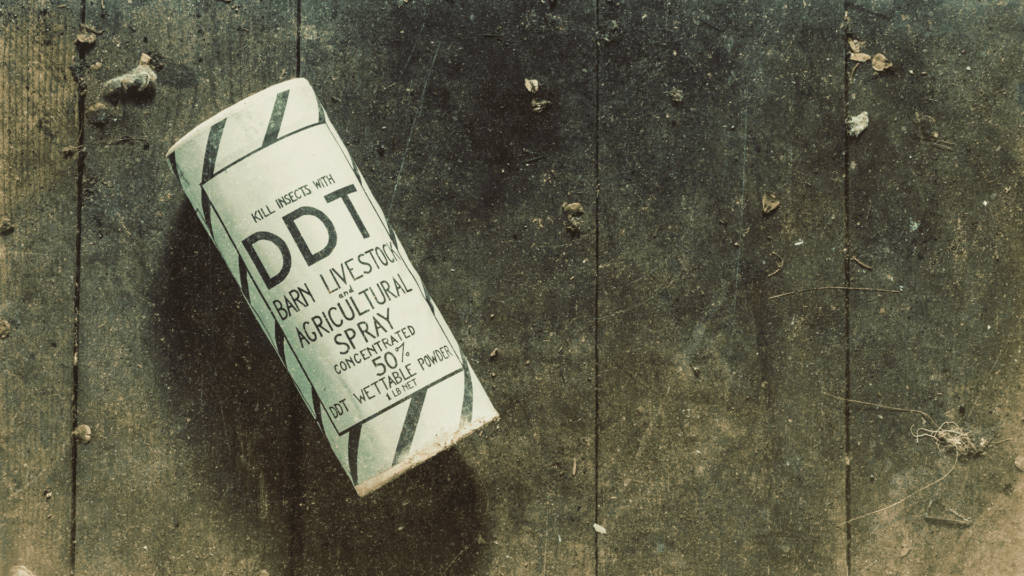 KILL INSECTS WITH
DDT
BARN LIVESTOCK
and
AGRICULTURAL
SPRAY
CONCENTRATED
50%
DDT WETTABLE POWDER
1 LB NET